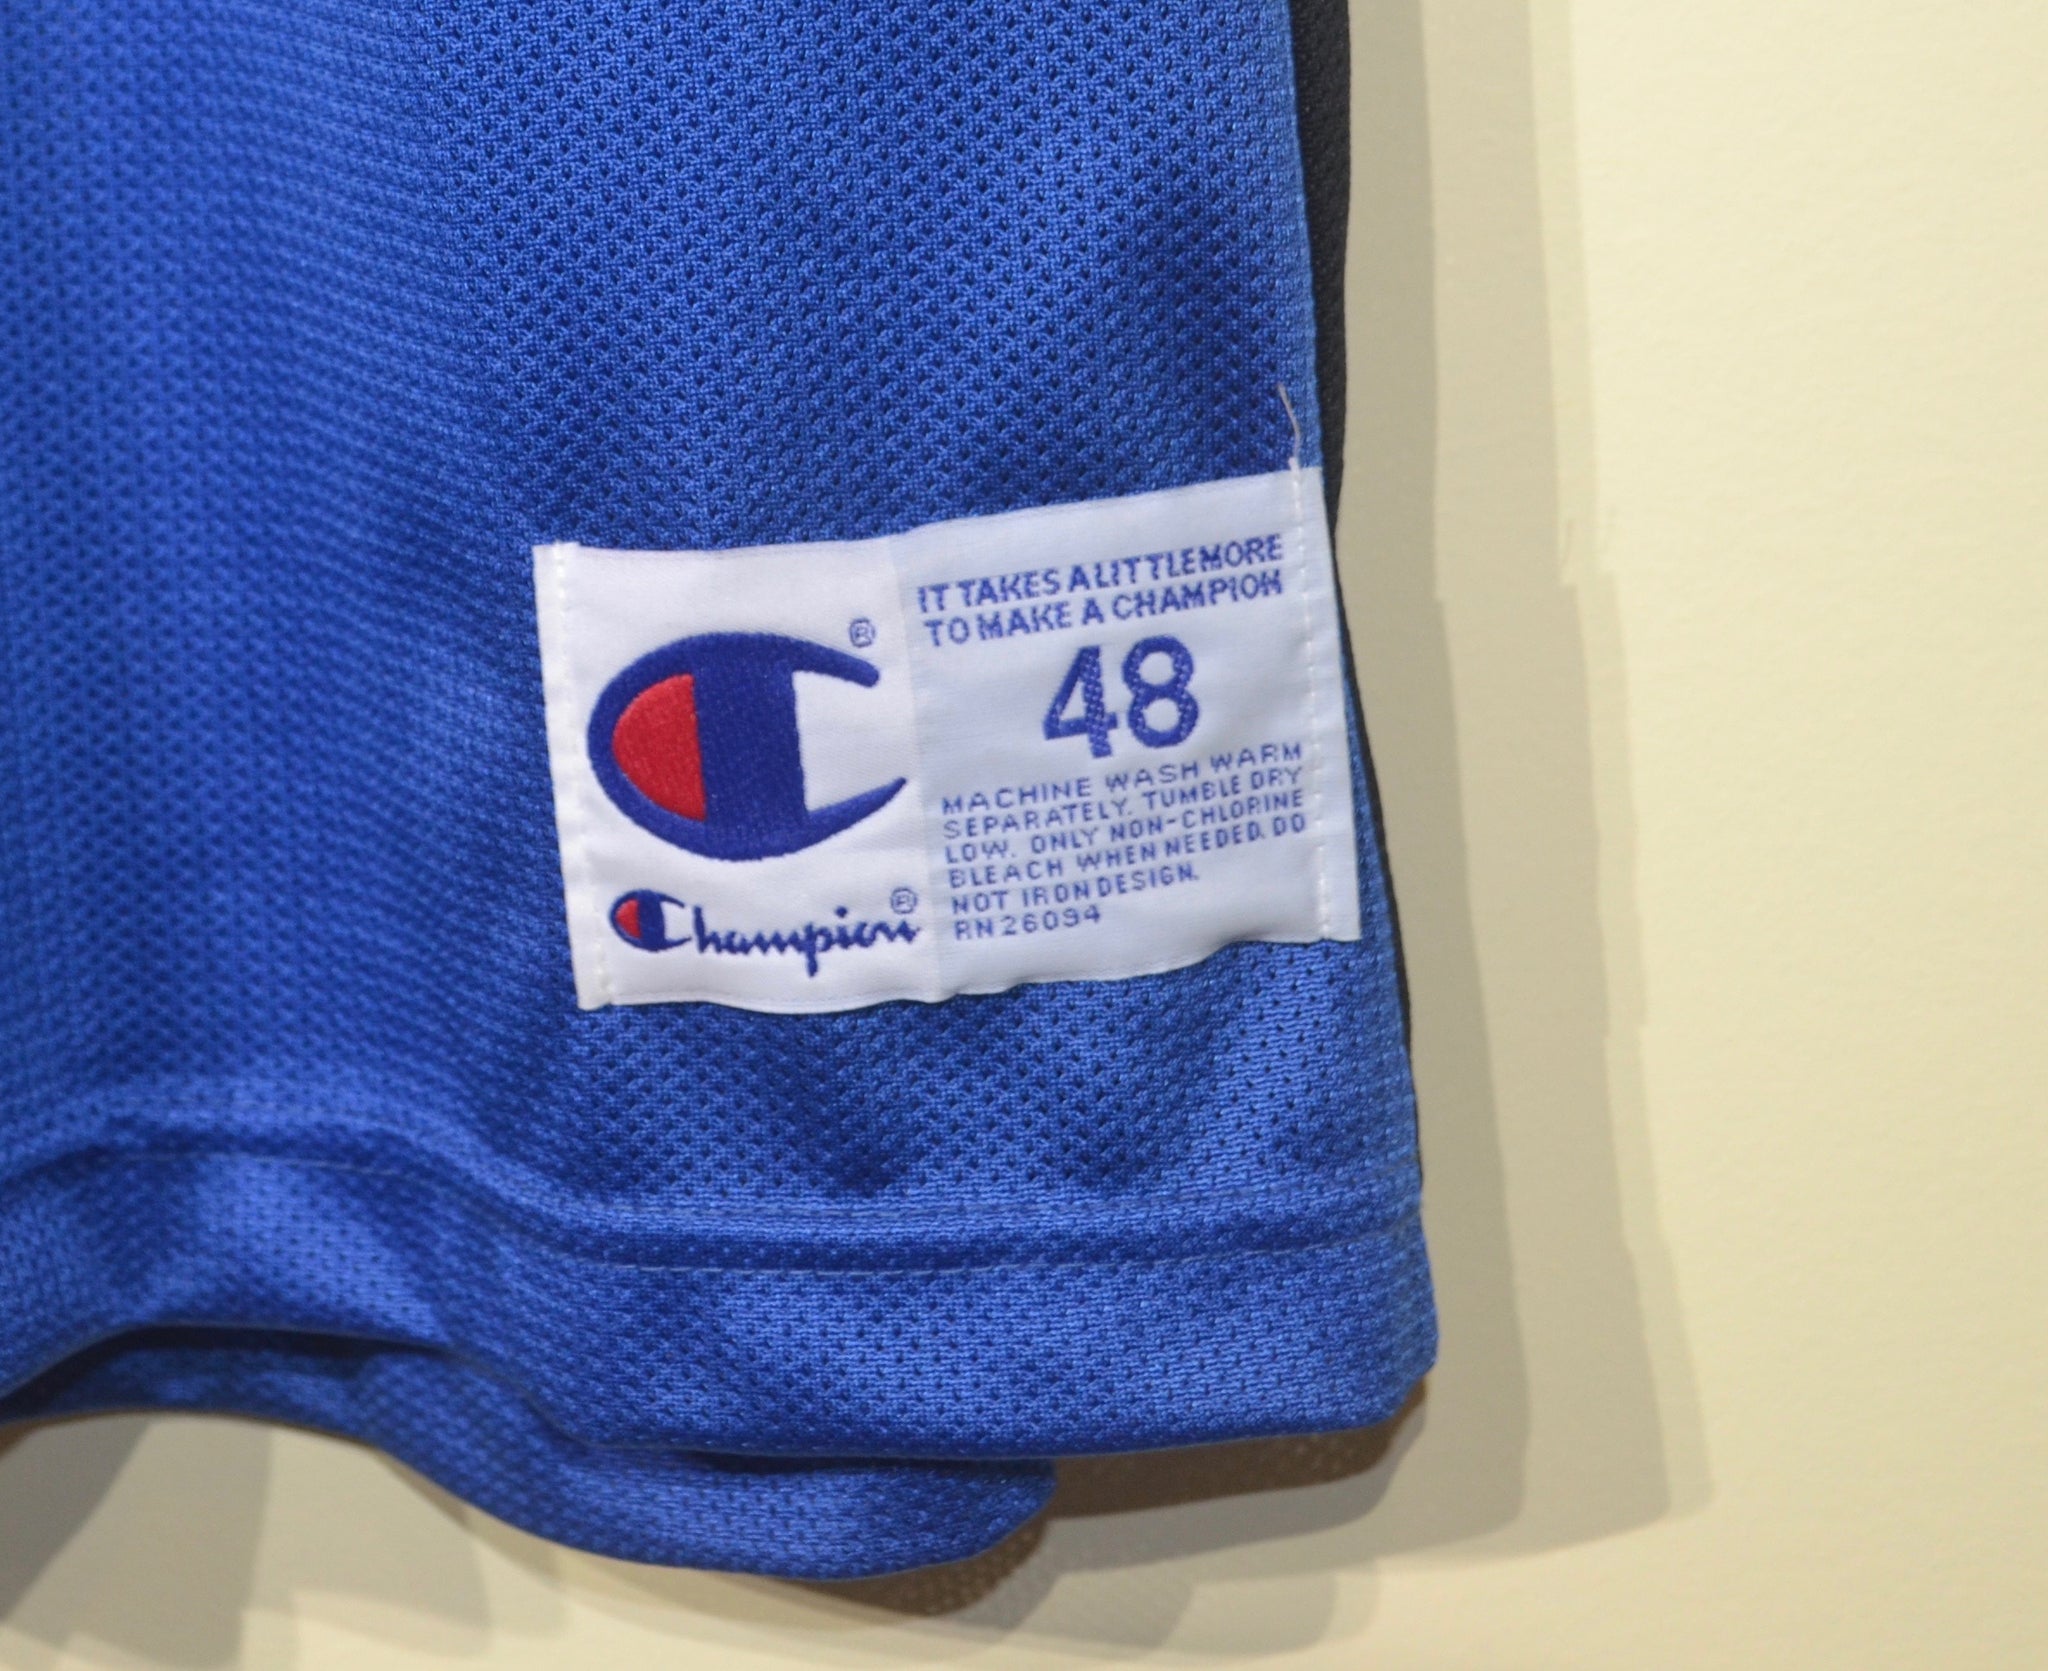 IT TAKES A LITTLE MORE
TO MAKE A CHAMPION
48
MACHINE WASH WARM
SEPARATELY. TUMBLE DRY
LOW. ONLY NON-CHLORINE
BLEACH WHEN NEEDED. DO
NOT IRON DESIGN.
RN 26094
®
Champion®